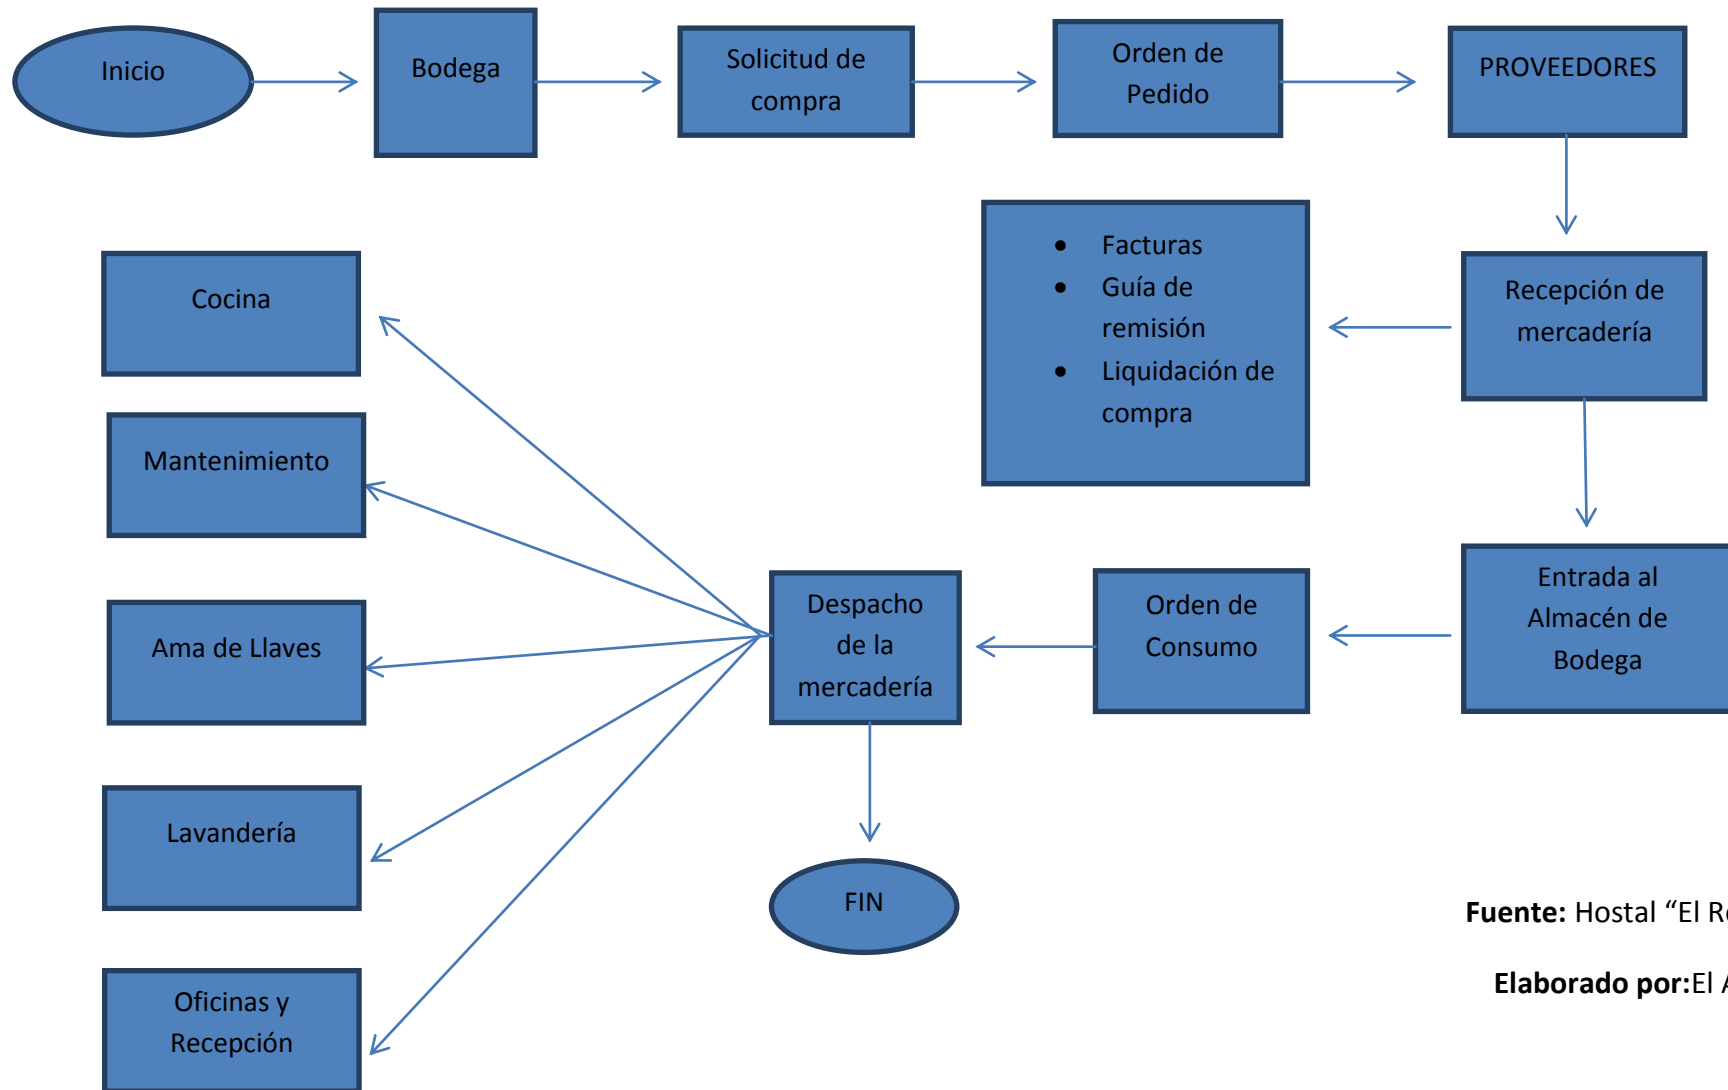 Inicio
Bodega
Solicitud de
compra
Orden de
Pedido
PROVEEDORES
• Facturas
• Guía de
remisión
• Liquidación de
compra
Recepción de
mercadería
Cocina
Mantenimiento
Ama de Llaves
Lavandería
Oficinas y
Recepción
Despacho
de la
mercadería
Orden de
Consumo
Entrada al
Almacén de
Bodega
FIN
Fuente: Hostal “El
Elaborado por:El